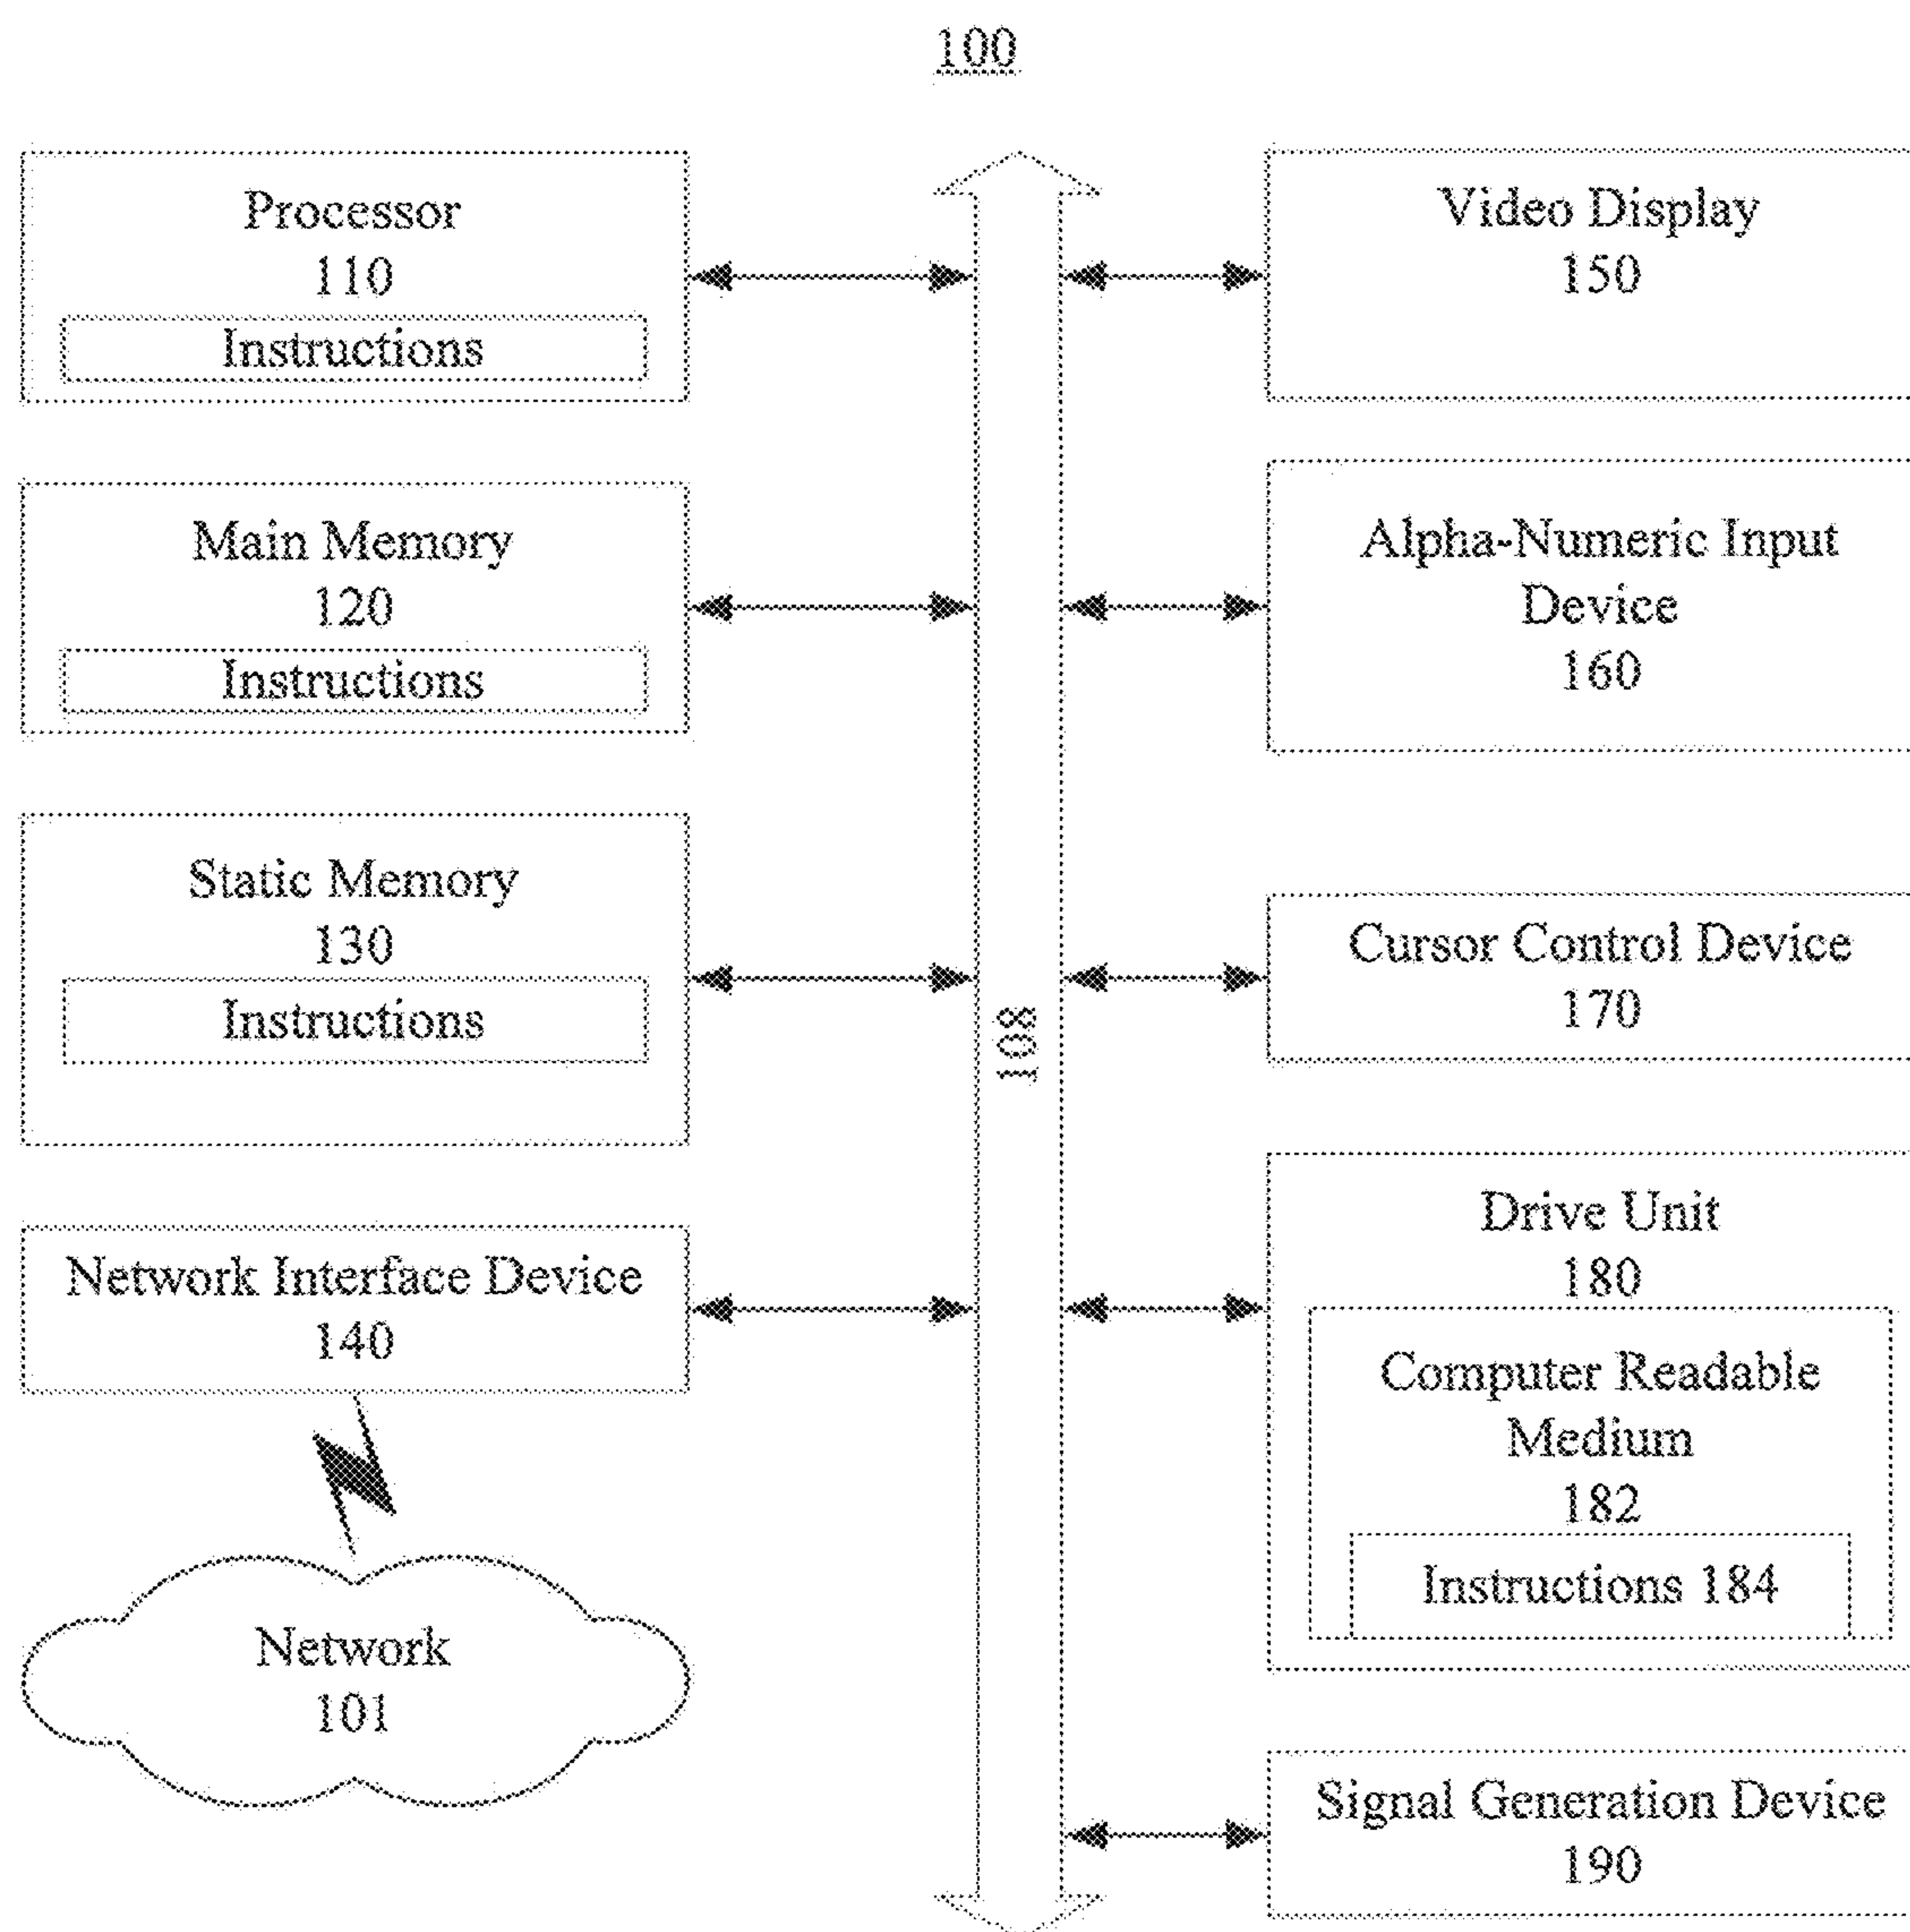 100
Processor
110
Instructions
Main Memory
120
Instructions
Static Memory
130
Instructions
Network Interface Device
140
Network
101
108
Video Display
150
Alpha-Numeric Input
Device
160
Cursor Control Device
170
Drive Unit
180
Computer Readable
Medium
182
Instructions 184
Signal Generation Device
190